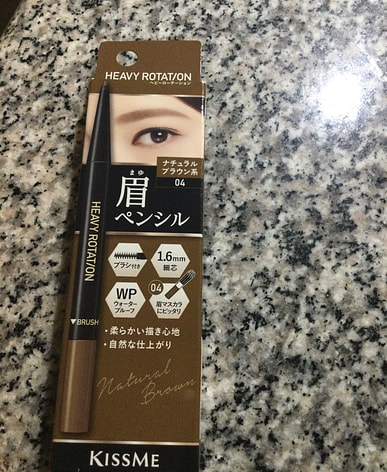 HEAVY ROTATION
ヘビーローテーション
ナチュラル
ブラウン系
04
まゆ
眉
ペンシル
HEAVY ROTATION
ブラシ付き
1.6mm
細芯
WP
ウォーター
プルーフ
04
眉マスカラ
にピッタリ
▼BRUSH
・柔らかい描き心地
・自然な仕上がり
Natural
Brown
KISSME